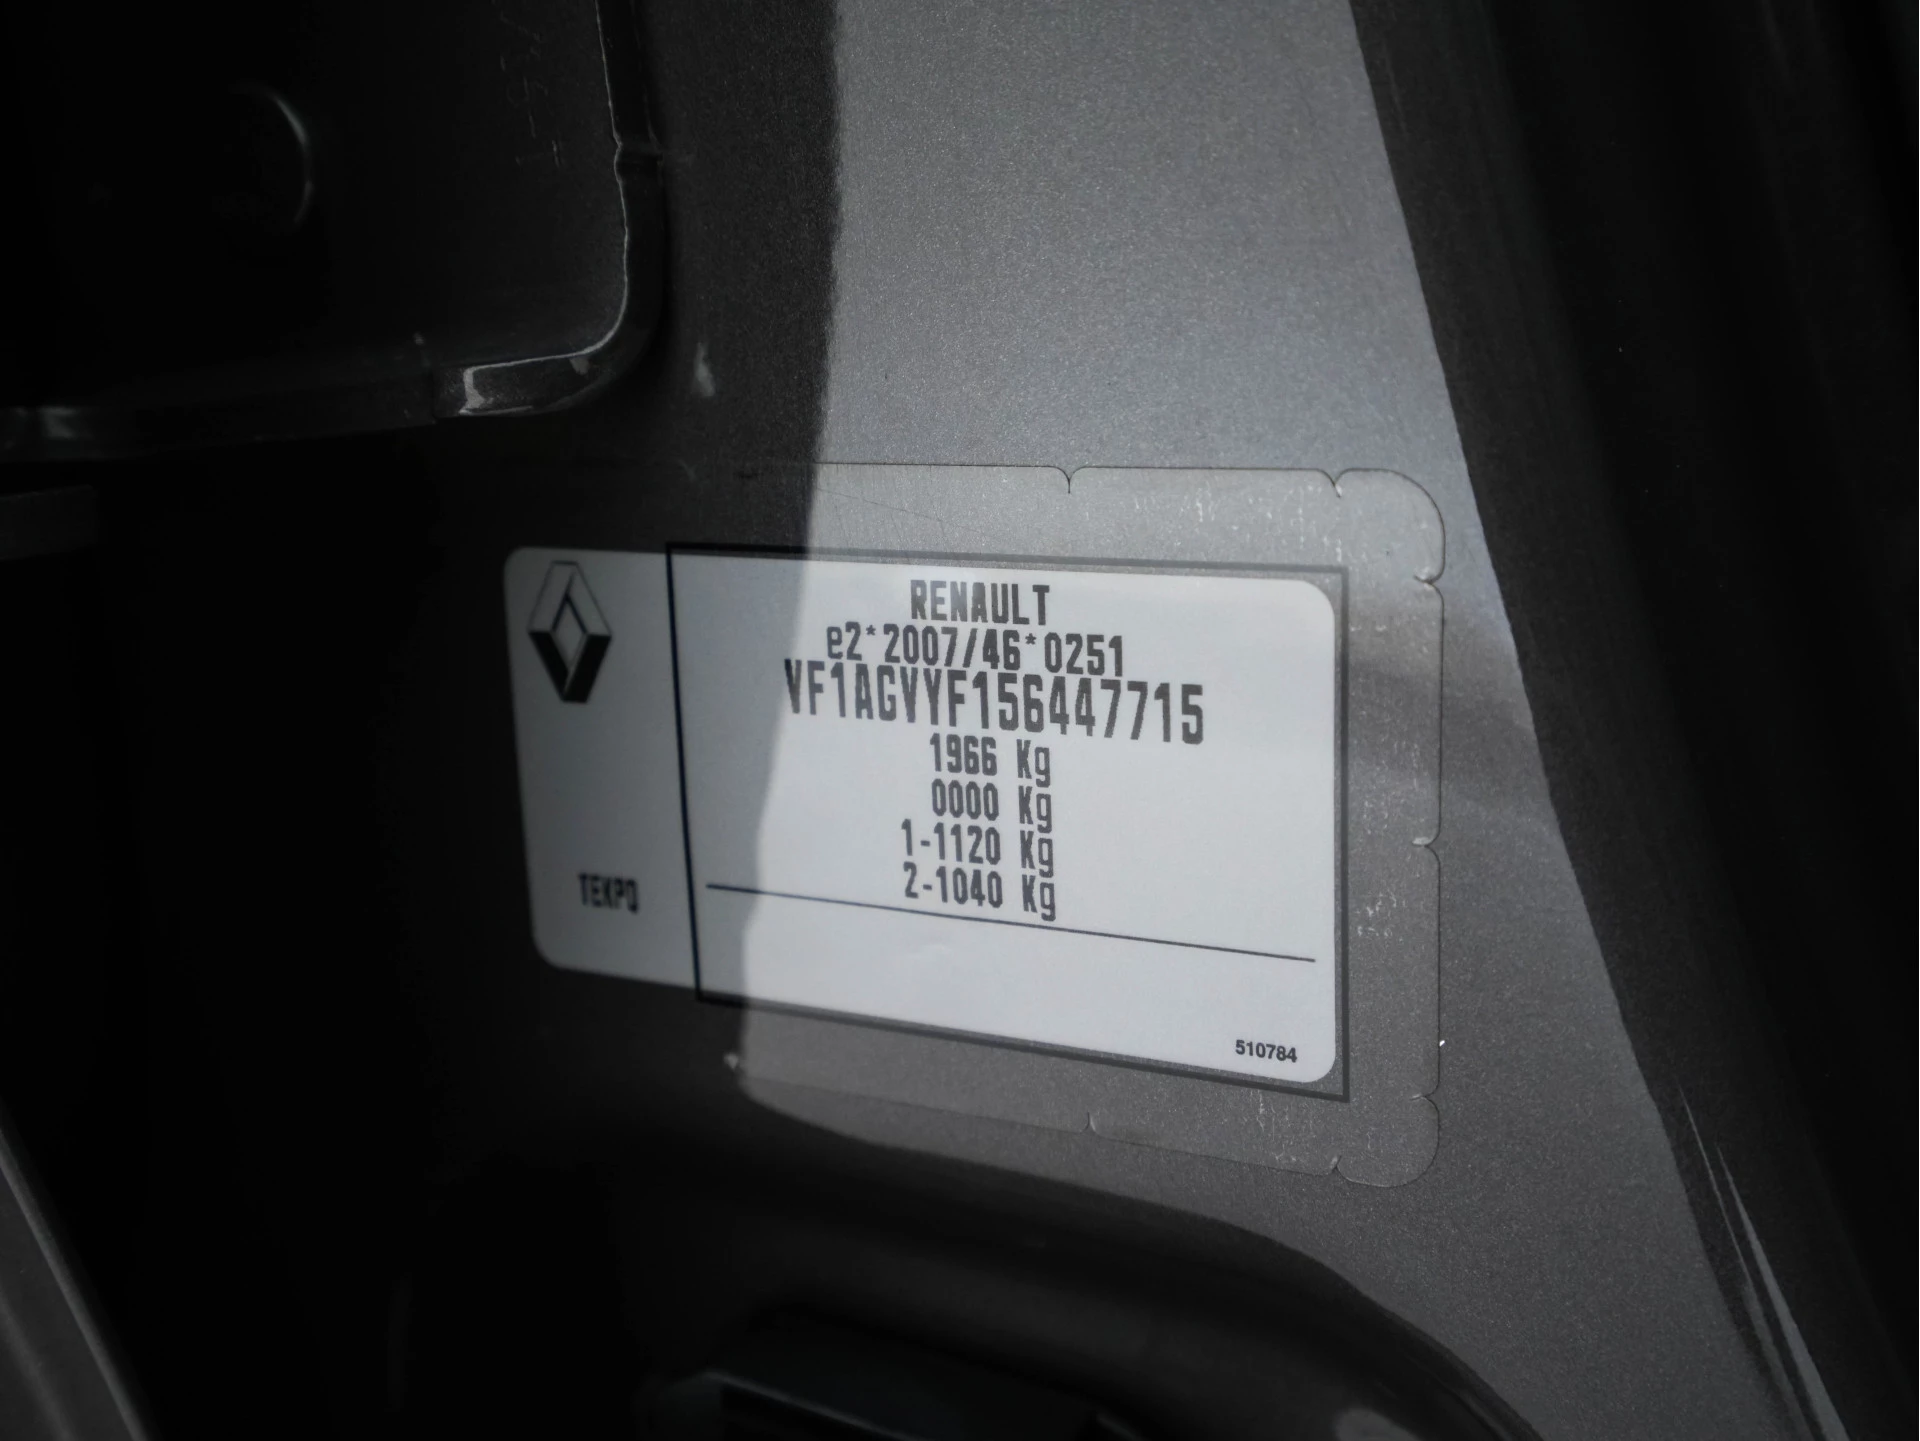 RENAULT
e2*2007/46*0251
VF1AGVYF156447715
1966 Kg
0000 Kg
1-1120 Kg
2-1040 Kg
TEKPO
510784